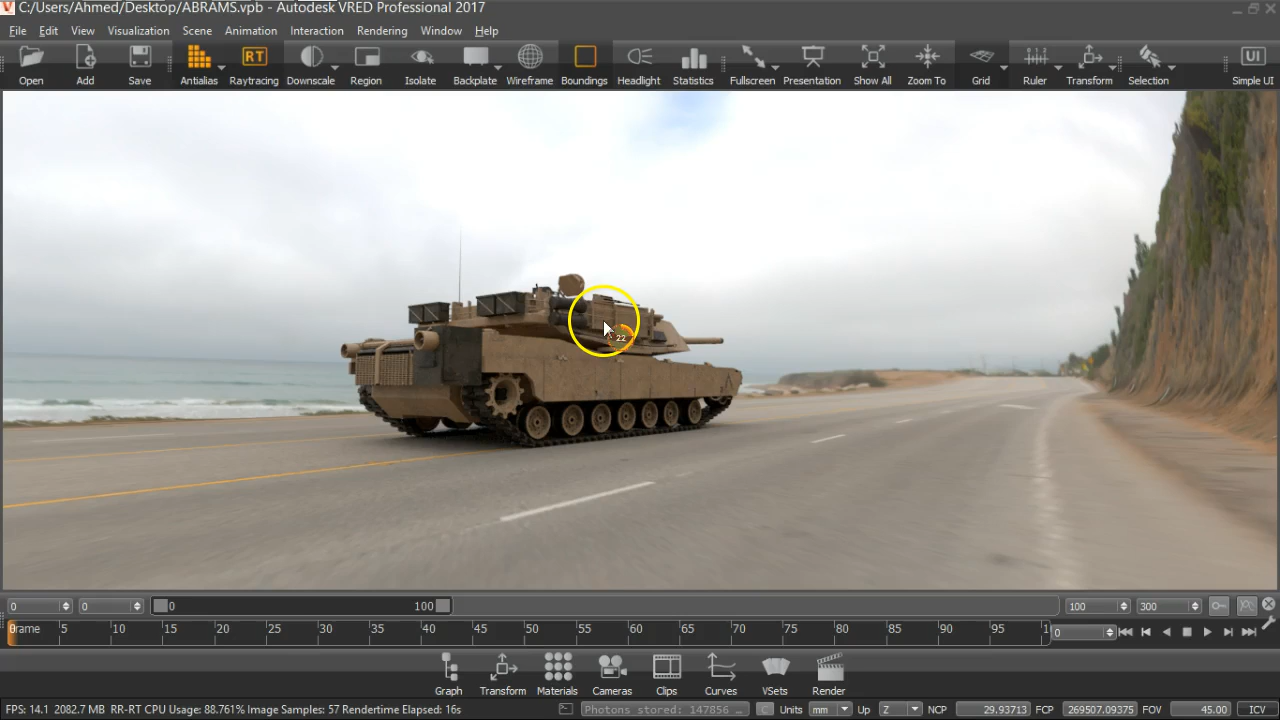 C:/Users/Ahmed/Desktop/ABRAMS.vpb - Autodesk VRED Professional 2017
File Edit View Visualization Scene Animation Interaction Rendering Window Help
RT UI
Open Add Save Antialias Raytracing Downscale Region Isolate Backplate Wireframe Boundings Headlight Statistics Fullscreen Presentation Show All Zoom To Grid Ruler Transform Selection Simple UI
22
0 0 0 100 100 300
0rame 5 10 15 20 25 30 35 40 45 50 55 60 65 70 75 80 85 90 95 1 0
Graph Transform Materials Cameras Clips Curves VSets Render
FPS: 14.1 2082.7 MB RR-RT CPU Usage: 88.761% Image Samples: 57 Rendertime Elapsed: 16s Photons stored: 147856 … C Units mm Up Z NCP 29.93713 FCP 269507.09375 FOV 45.00 ICV